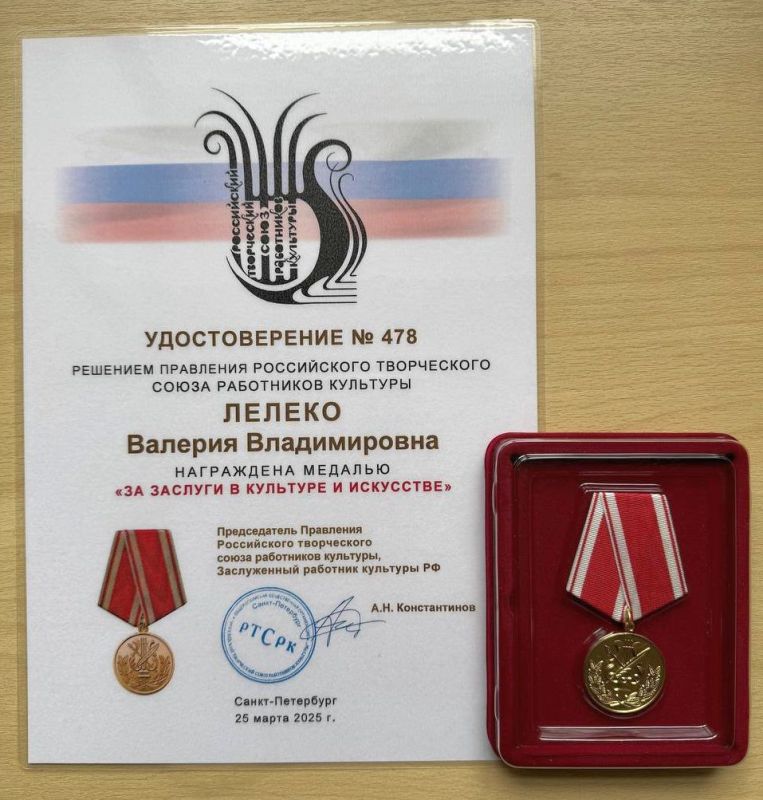 РОССИЙСКИЙ
ТВОРЧЕСКИЙ
СОЮЗ
РАБОТНИКОВ
КУЛЬТУРЫ
УДОСТОВЕРЕНИЕ № 478
РЕШЕНИЕМ ПРАВЛЕНИЯ РОССИЙСКОГО ТВОРЧЕСКОГО
СОЮЗА РАБОТНИКОВ КУЛЬТУРЫ
ЛЕЛЕКО
Валерия Владимировна
НАГРАЖДЕНА МЕДАЛЬЮ
«ЗА ЗАСЛУГИ В КУЛЬТУРЕ И ИСКУССТВЕ»
Председатель Правления
Российского творческого
союза работников культуры,
Заслуженный работник культуры РФ
А.Н. Константинов
Санкт-Петербург
РТСРК
Санкт-Петербург
25 марта 2025 г.